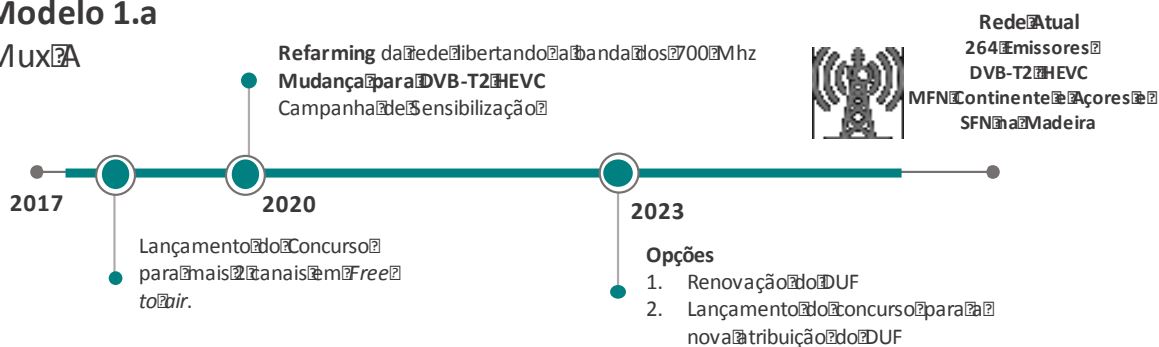 Modelo 1.a
Mux A
Refarming da rede libertando a banda dos 700 Mhz
Mudança para DVB-T2 HEVC
Campanha de Sensibilização
Rede Atual
264 Emissores
DVB-T2 HEVC
MFN Continente e Açores e
SFN na Madeira
2017
2020
2023
Lançamento do Concurso
para mais 2 canais em Free
to air.
Opções
1. Renovação do DUF
2. Lançamento do concurso para a
nova atribuição do DUF